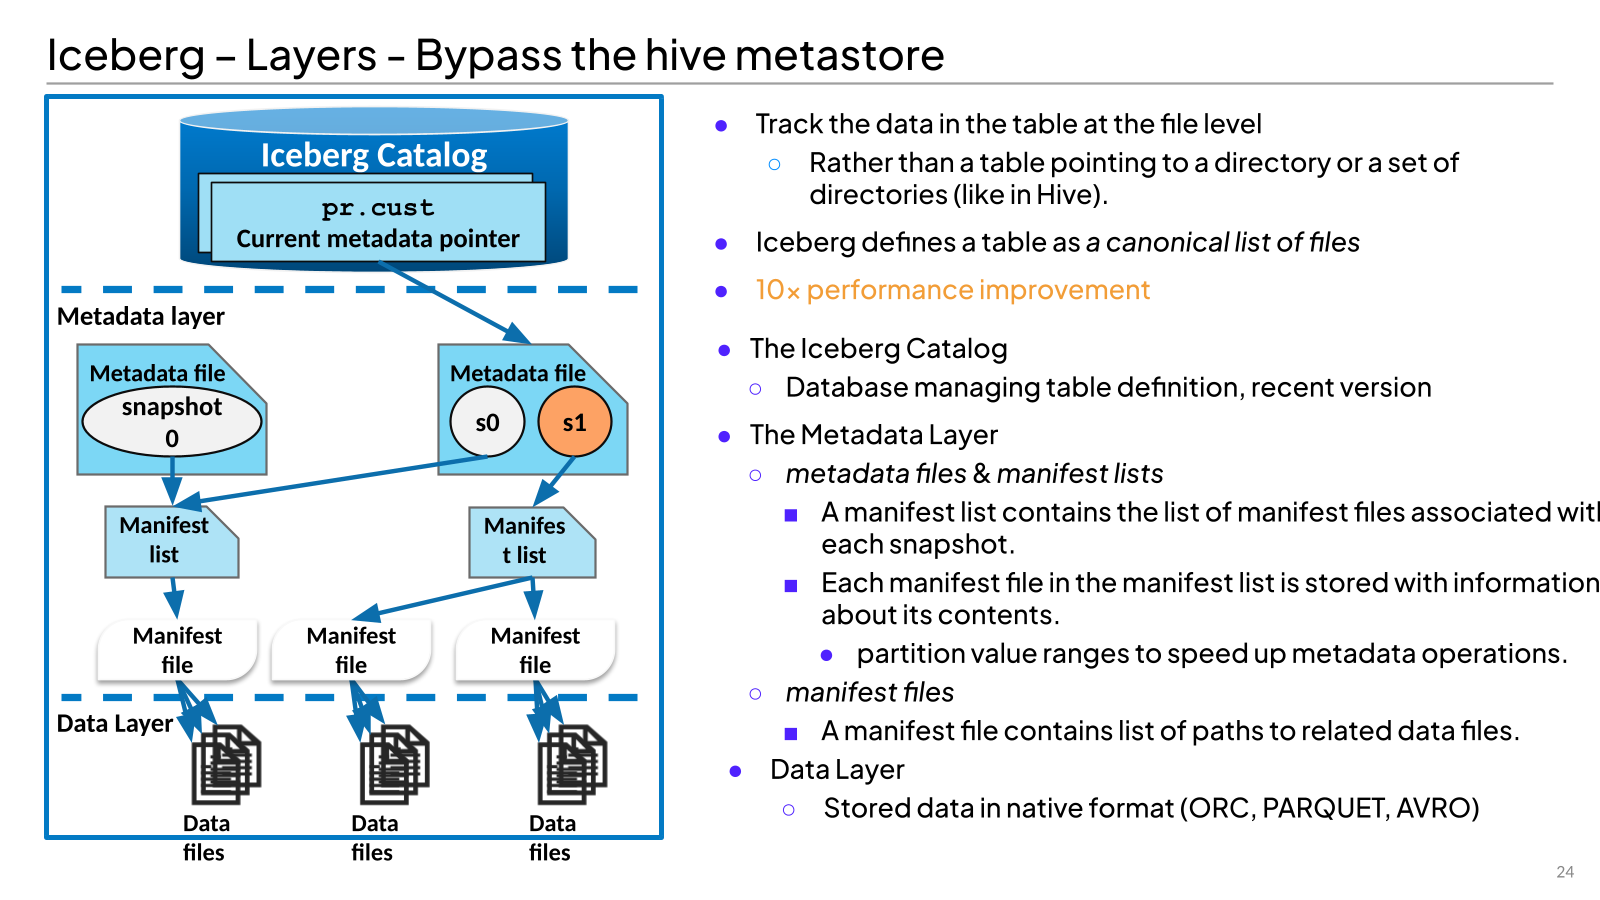 Iceberg – Layers - Bypass the hive metastore
Iceberg Catalog
pr.cust
Current metadata pointer
Metadata layer
Metadata file
snapshot
0
Metadata file
s0
s1
Manifest
list
Manifes
t list
Manifest
file
Manifest
file
Manifest
file
Data Layer
Data
files
Data
files
Data
files
Track the data in the table at the file level
Rather than a table pointing to a directory or a set of
directories (like in Hive).
Iceberg defines a table as a canonical list of files
10x performance improvement
The Iceberg Catalog
Database managing table definition, recent version
The Metadata Layer
metadata files & manifest lists
A manifest list contains the list of manifest files associated with
each snapshot.
Each manifest file in the manifest list is stored with information
about its contents.
partition value ranges to speed up metadata operations.
manifest files
A manifest file contains list of paths to related data files.
Data Layer
Stored data in native format (ORC, PARQUET, AVRO)
24